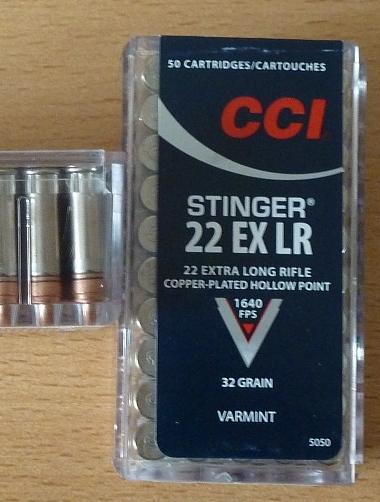 50 CARTRIDGES/CARTOUCHES
CCI
STINGER®
22 EX LR
22 EXTRA LONG RIFLE
COPPER-PLATED HOLLOW POINT
1640
FPS
32 GRAIN
VARMINT
5050